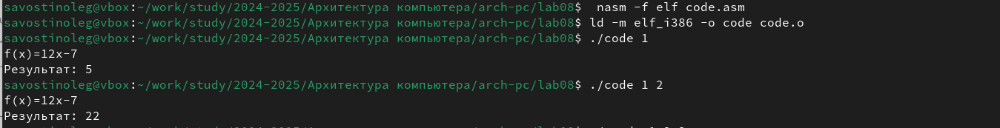 savostinoleg@vbox:~/work/study/2024-2025/Архитектура компьютера/arch-pc/lab08$  nasm -f elf code.asm
savostinoleg@vbox:~/work/study/2024-2025/Архитектура компьютера/arch-pc/lab08$ ld -m elf_i386 -o code code.o
savostinoleg@vbox:~/work/study/2024-2025/Архитектура компьютера/arch-pc/lab08$ ./code 1
f(x)=12x-7
Результат: 5
savostinoleg@vbox:~/work/study/2024-2025/Архитектура компьютера/arch-pc/lab08$ ./code 1 2
f(x)=12x-7
Результат: 22